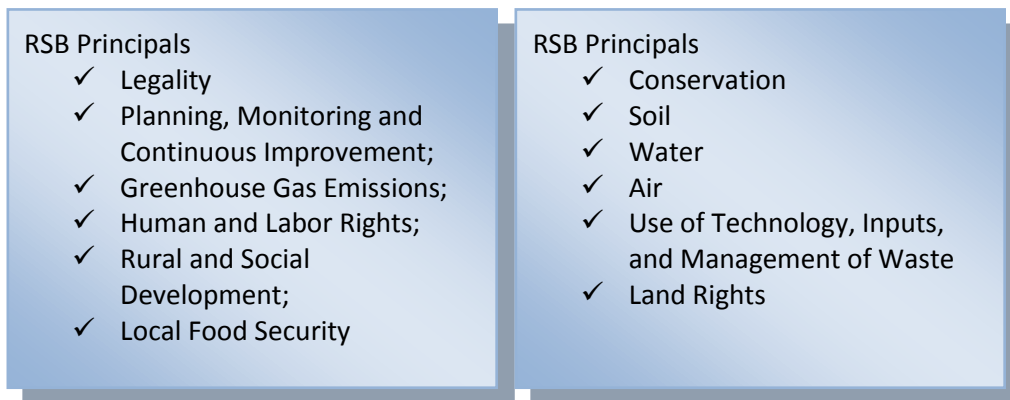 RSB Principals
✓ Legality
✓ Planning, Monitoring and
Continuous Improvement;
✓ Greenhouse Gas Emissions;
✓ Human and Labor Rights;
✓ Rural and Social
Development;
✓ Local Food Security
RSB Principals
✓ Conservation
✓ Soil
✓ Water
✓ Air
✓ Use of Technology, Inputs,
and Management of Waste
✓ Land Rights